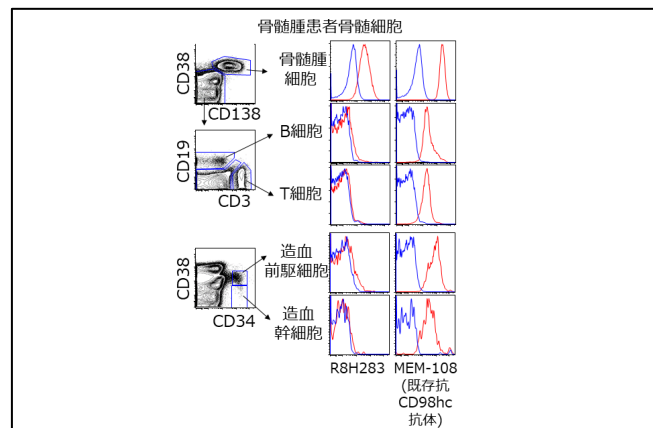 骨髄腫患者骨髄細胞
CD38
CD138
骨髄腫
細胞
CD19
CD3
B細胞
T細胞
CD38
CD34
造血
前駆細胞
造血
幹細胞
R8H283
MEM-108
(既存抗
CD98hc
抗体)